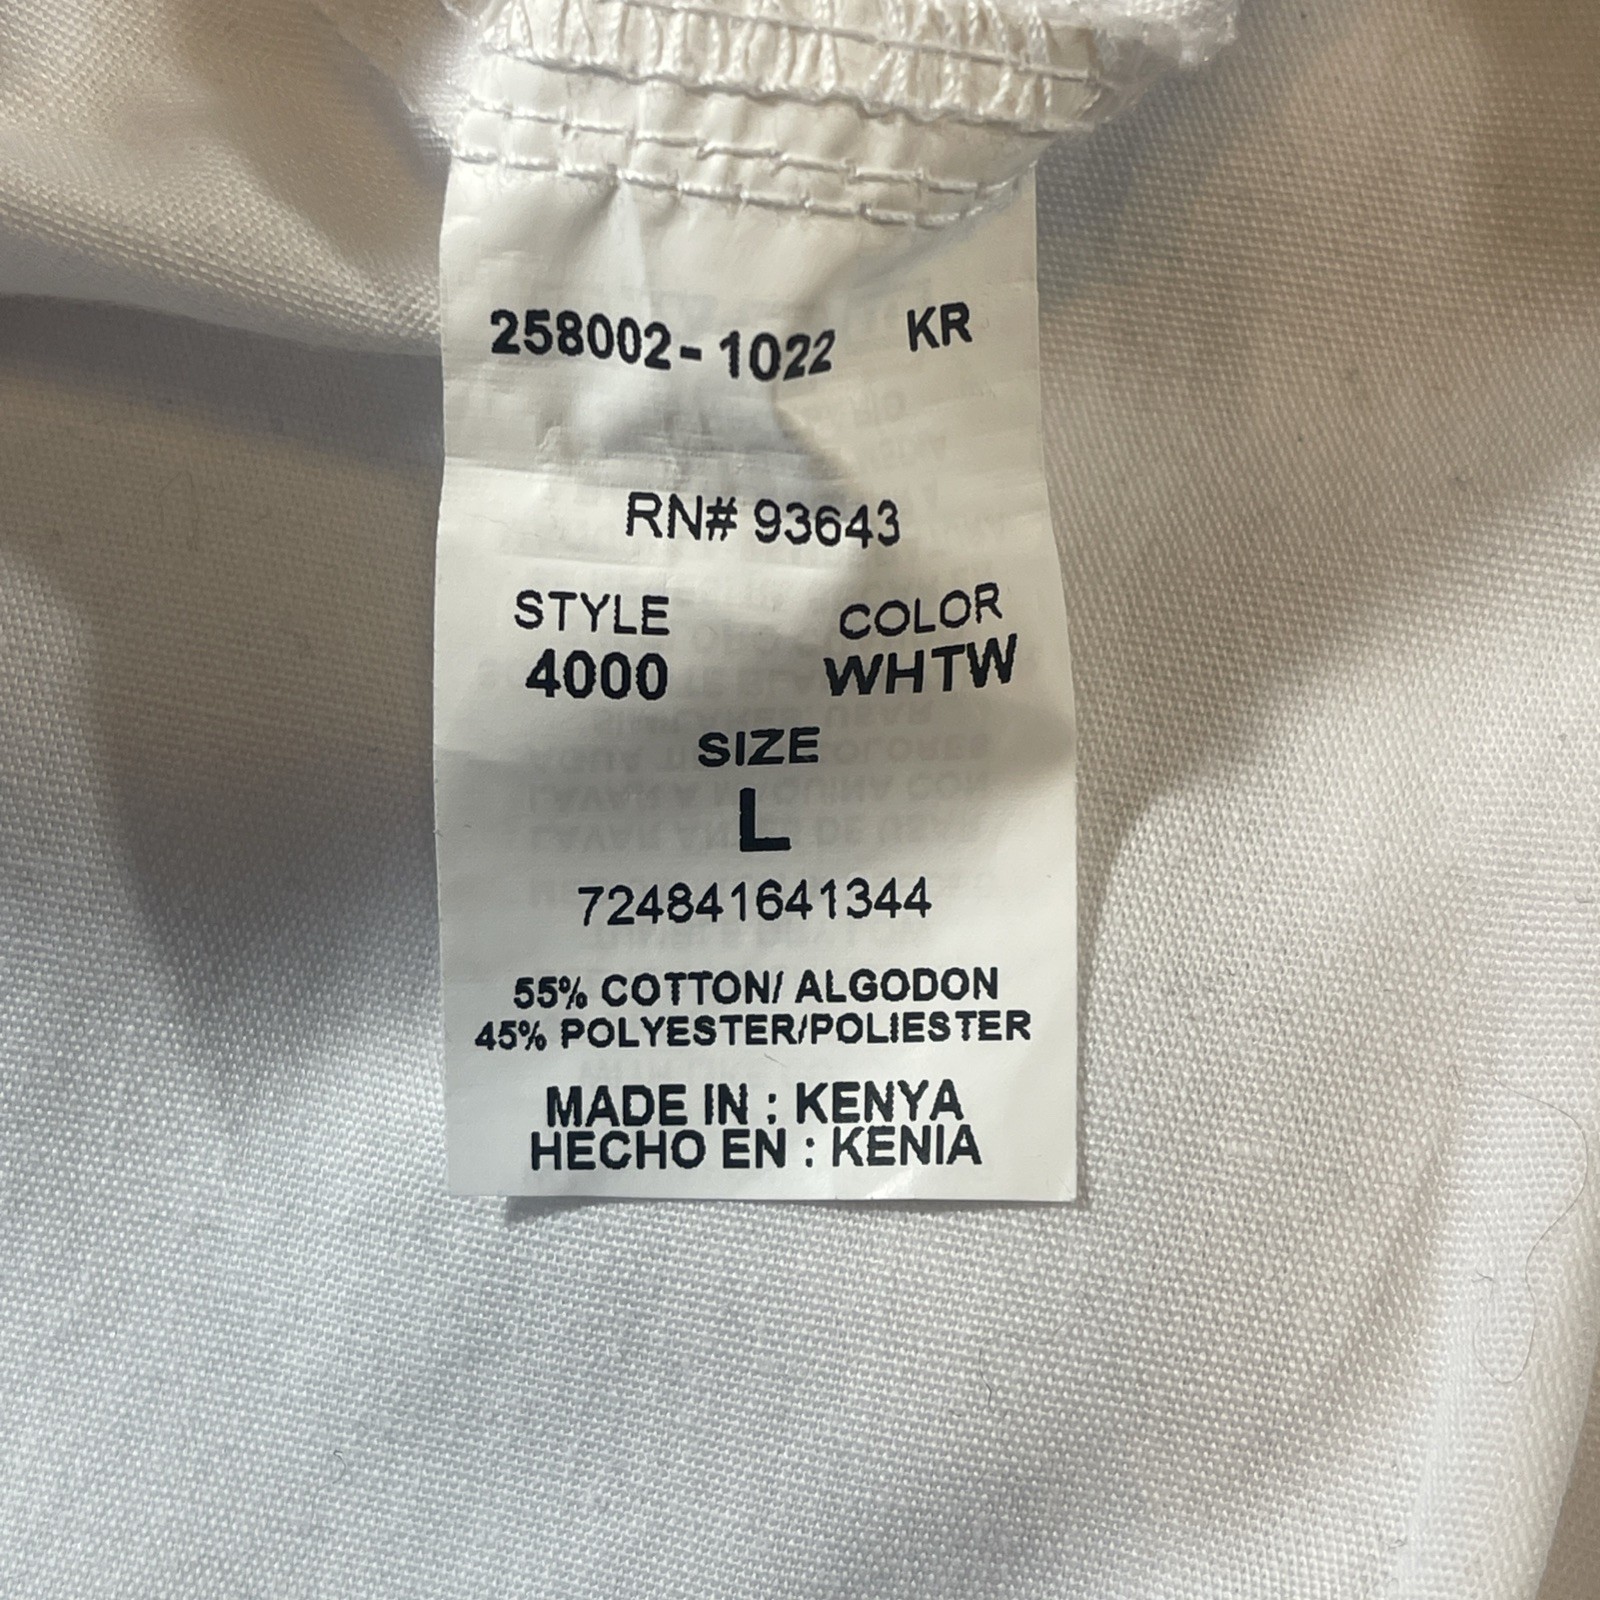 258002-1022 KR
RN# 93643
STYLE COLOR
4000 WHTW
SIZE
L
724841641344
55% COTTON/ ALGODON
45% POLYESTER/POLIESTER
MADE IN : KENYA
HECHO EN : KENIA